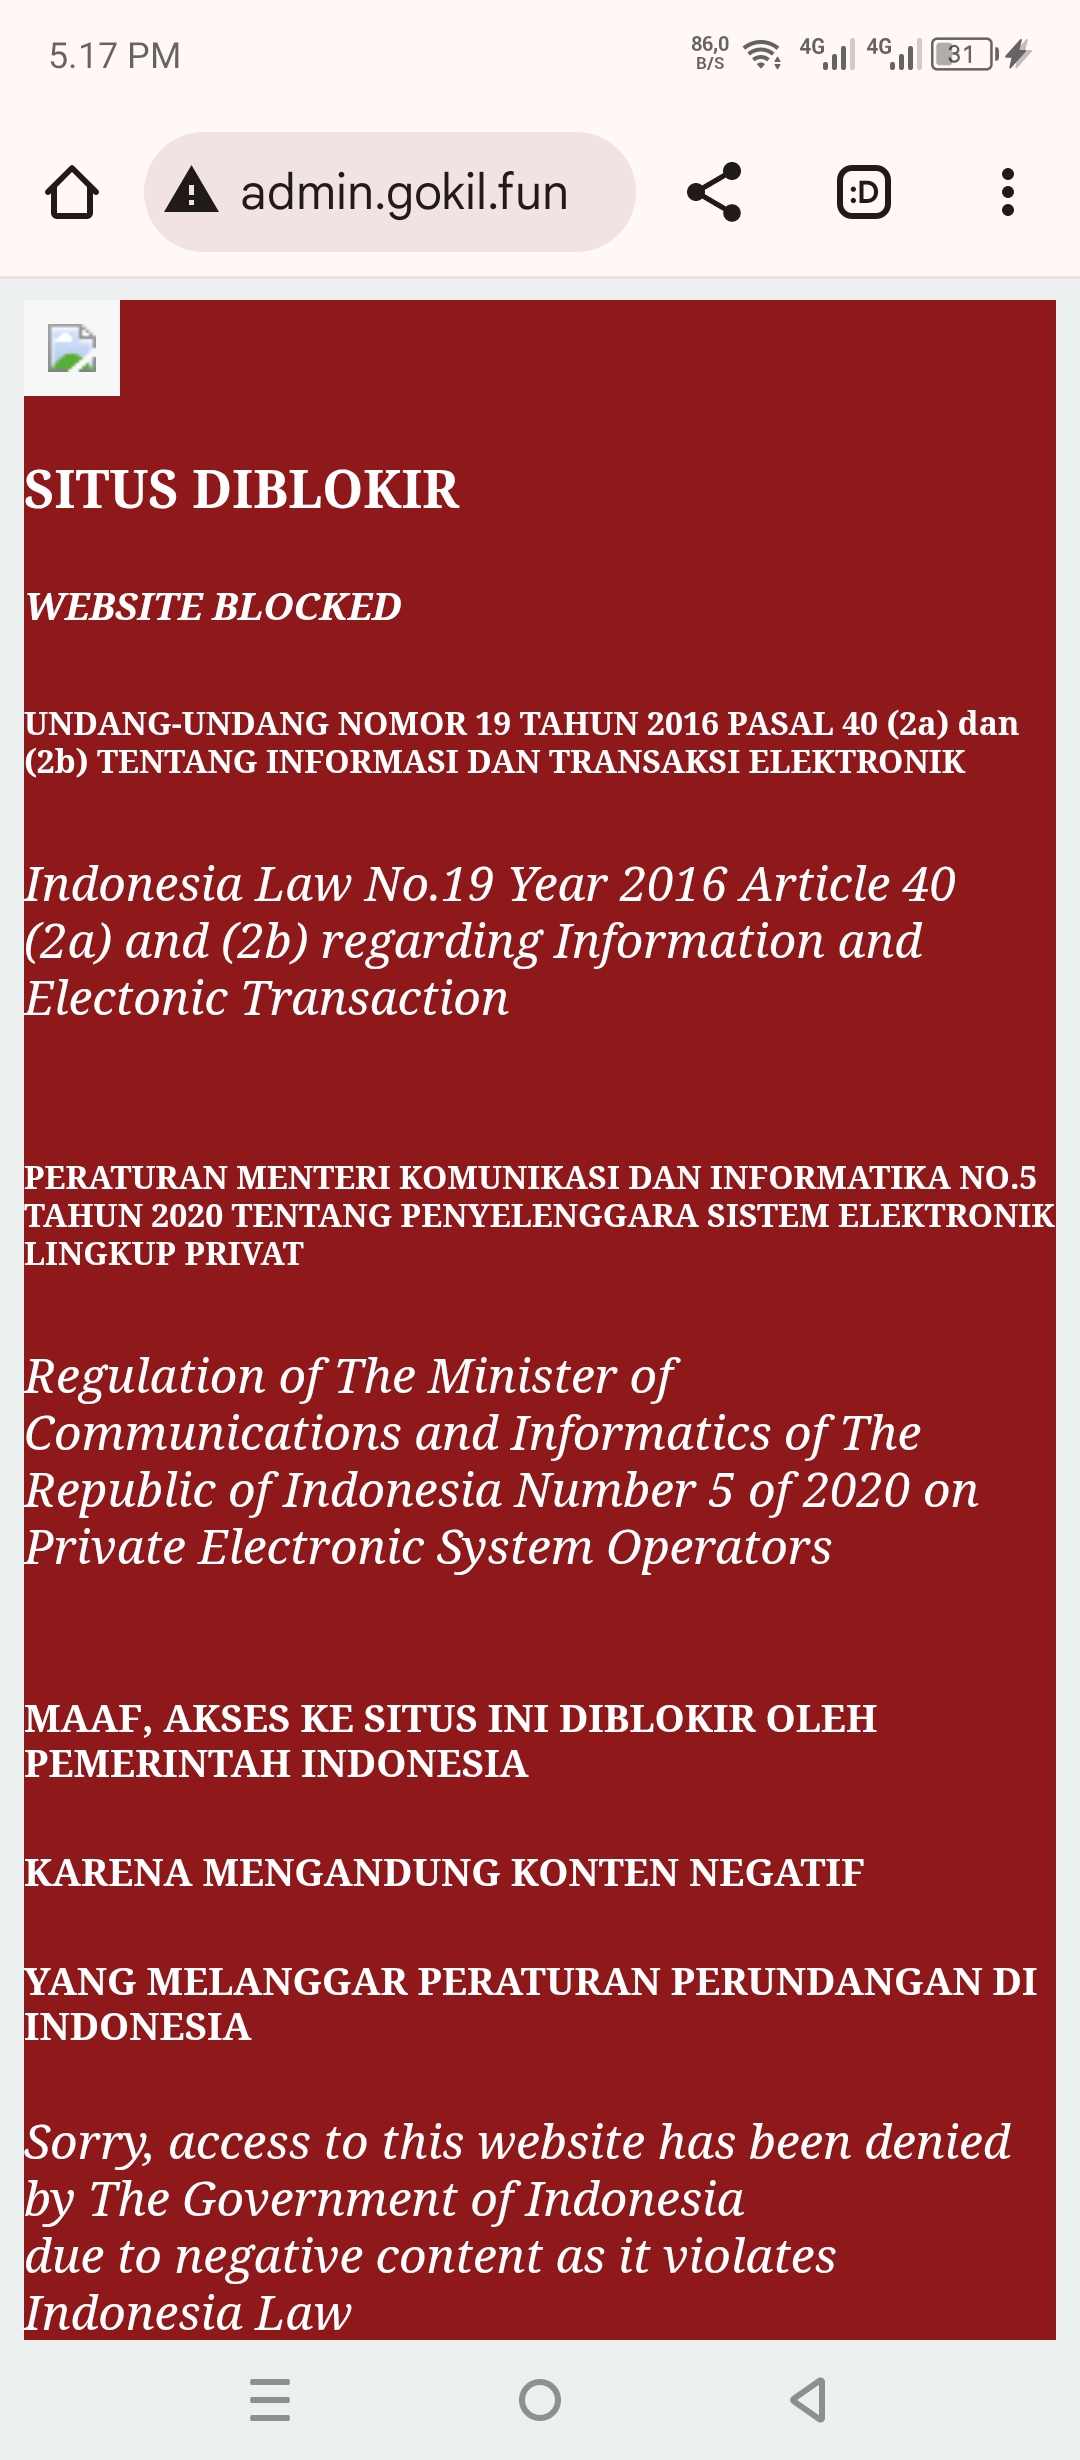 5.17 PM
86,0
B/S
4G
4G
31
admin.gokil.fun
:D
SITUS DIBLOKIR
WEBSITE BLOCKED
UNDANG-UNDANG NOMOR 19 TAHUN 2016 PASAL 40 (2a) dan
(2b) TENTANG INFORMASI DAN TRANSAKSI ELEKTRONIK
Indonesia Law No.19 Year 2016 Article 40
(2a) and (2b) regarding Information and
Electonic Transaction
PERATURAN MENTERI KOMUNIKASI DAN INFORMATIKA NO.5
TAHUN 2020 TENTANG PENYELENGGARA SISTEM ELEKTRONIK
LINGKUP PRIVAT
Regulation of The Minister of
Communications and Informatics of The
Republic of Indonesia Number 5 of 2020 on
Private Electronic System Operators
MAAF, AKSES KE SITUS INI DIBLOKIR OLEH
PEMERINTAH INDONESIA
KARENA MENGANDUNG KONTEN NEGATIF
YANG MELANGGAR PERATURAN PERUNDANGAN DI
INDONESIA
Sorry, access to this website has been denied
by The Government of Indonesia
due to negative content as it violates
Indonesia Law